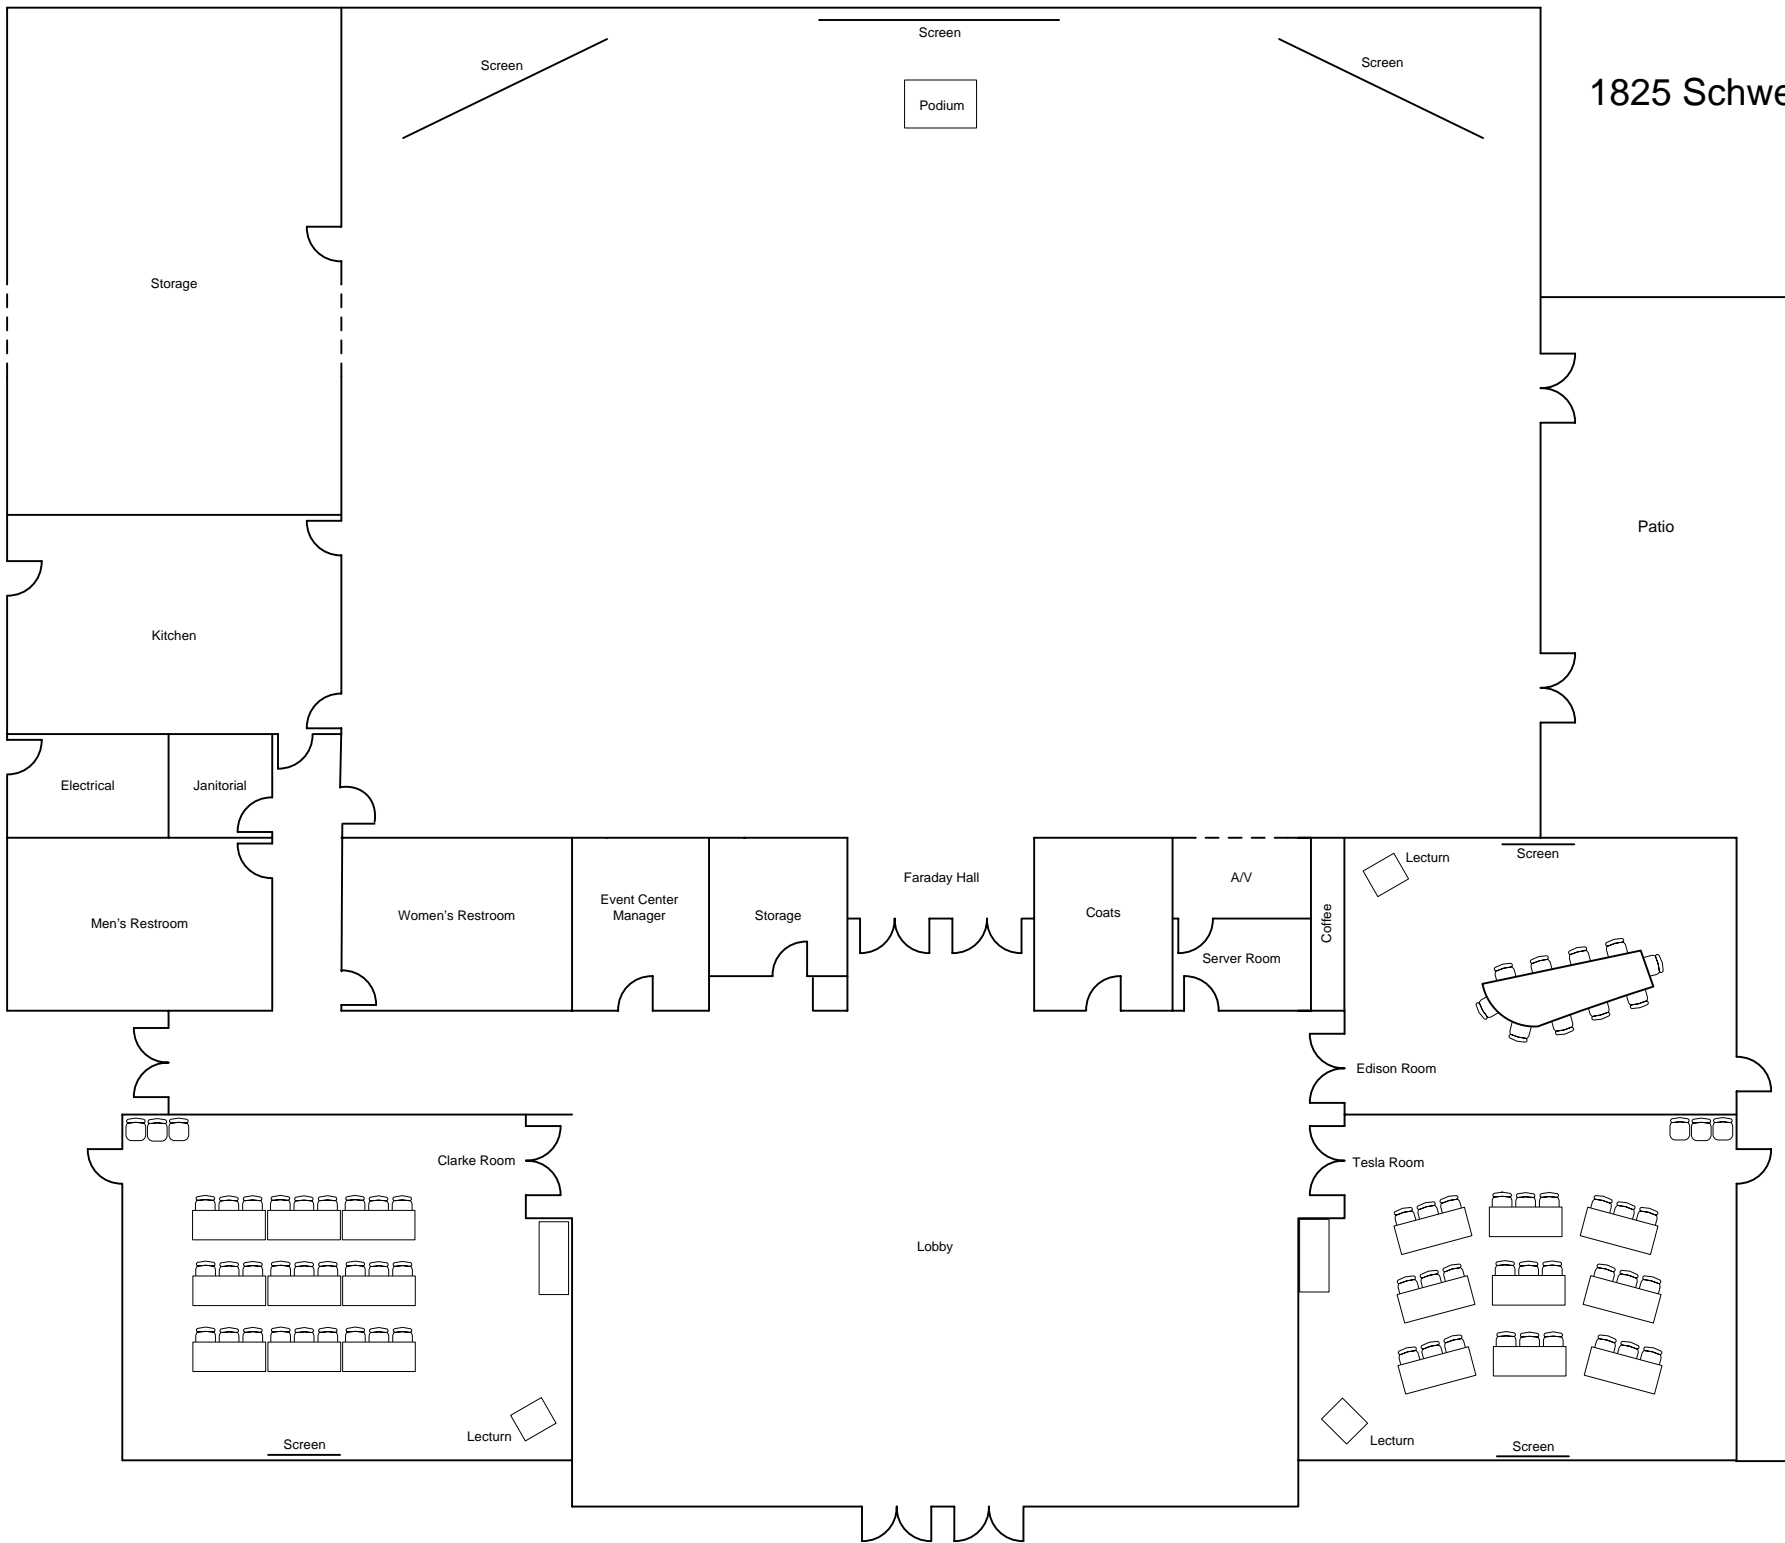 Screen
Screen
Screen
Podium
1825 Schwe
Storage
Patio
Kitchen
Electrical
Janitorial
Men's Restroom
Women's Restroom
Event Center
Manager
Storage
Faraday Hall
Coats
A/V
Server Room
Coffee
Lecturn
Screen
Edison Room
Clarke Room
Tesla Room
Lobby
Lecturn
Screen
Lecturn
Screen